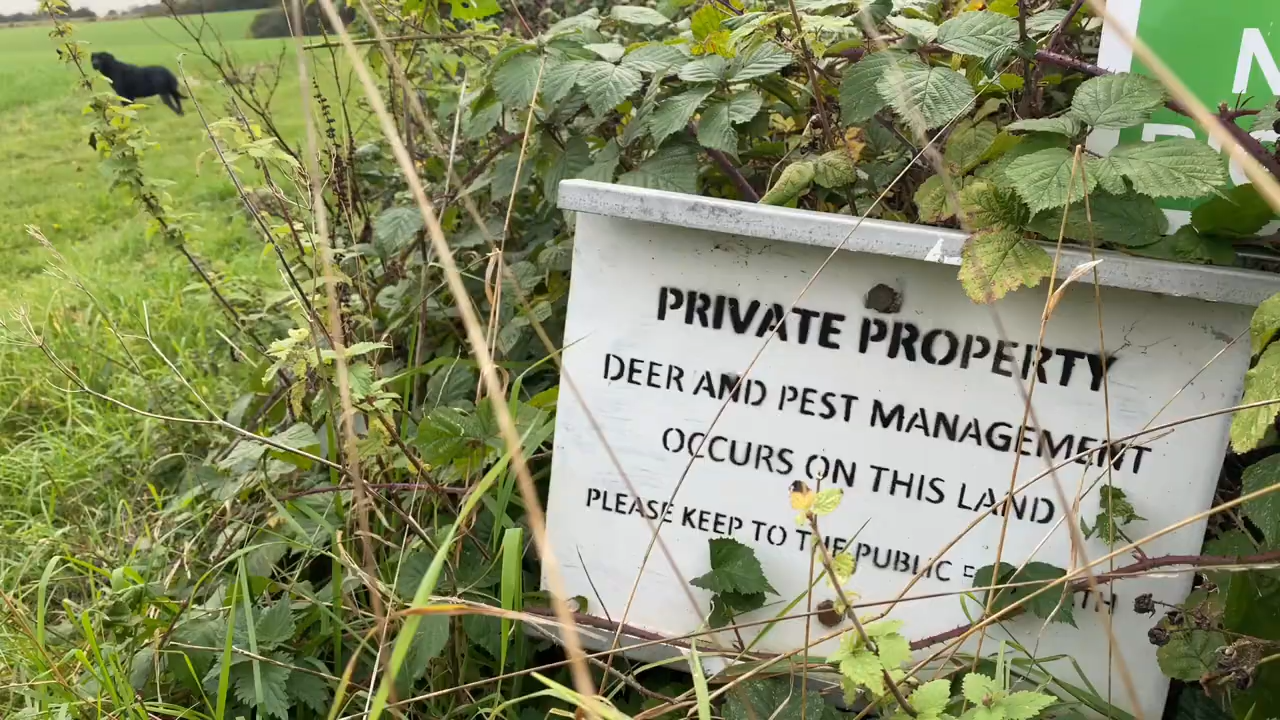 PRIVATE PROPERTY
DEER AND PEST MANAGEMENT
OCCURS ON THIS LAND
PLEASE KEEP TO THE PUBLIC